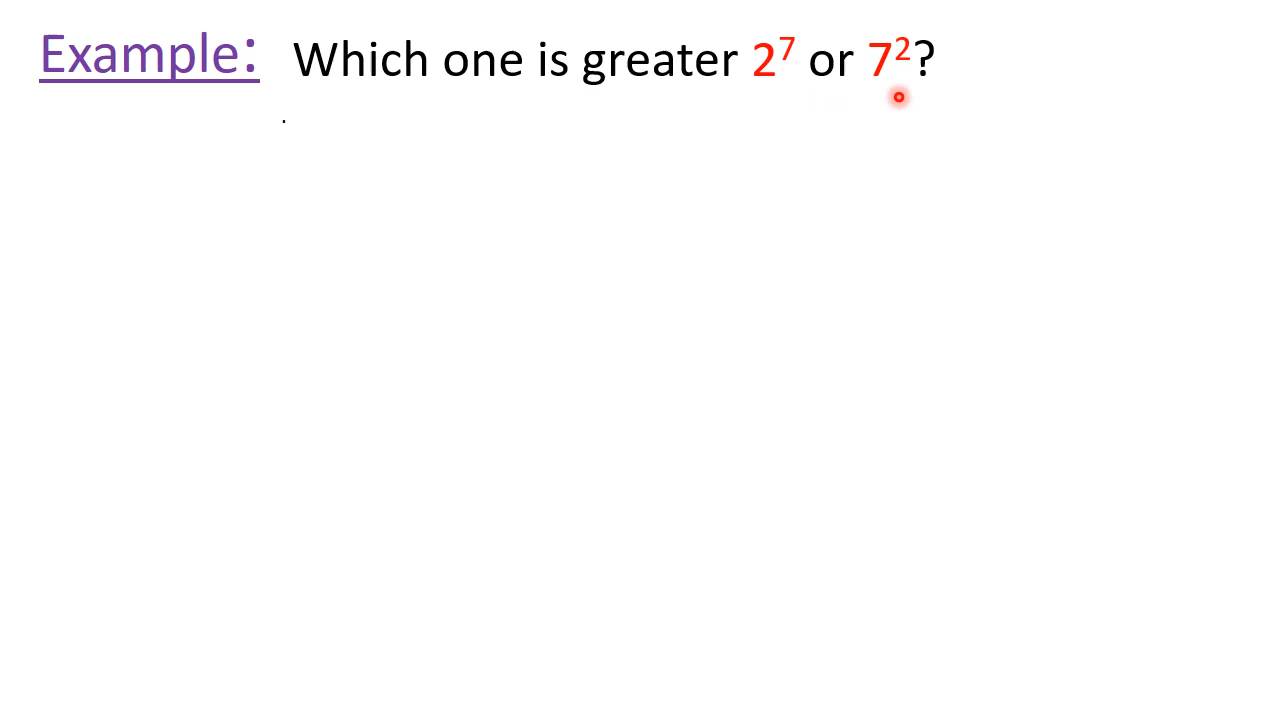 Example: Which one is greater 2⁷ or 7²?
.